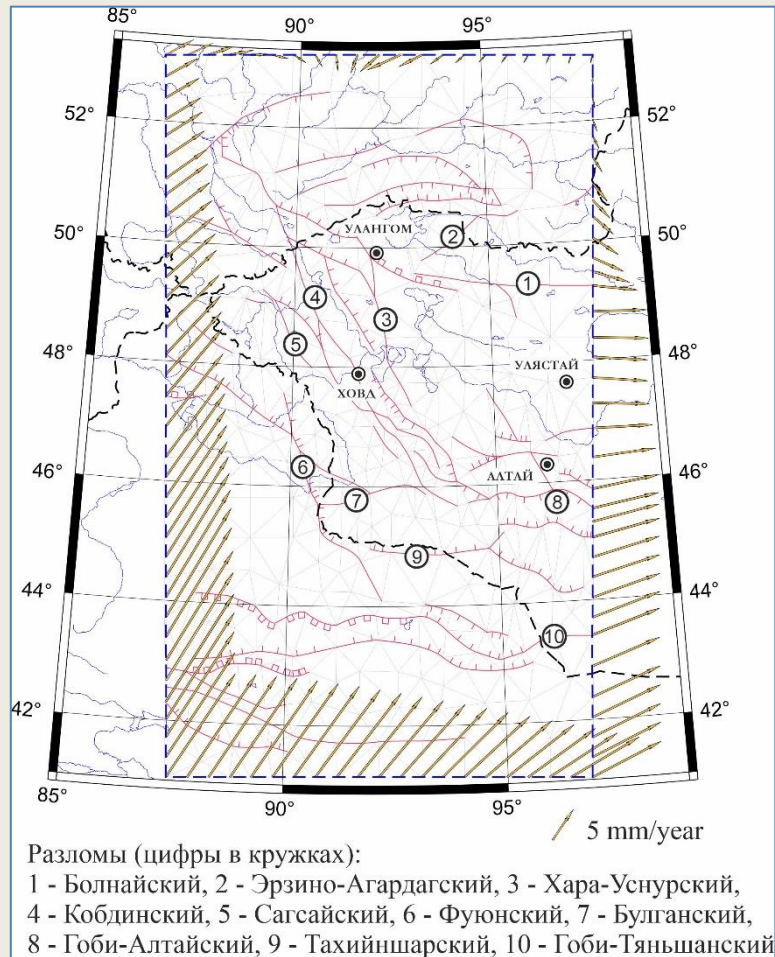 85° 90° 95°
52° 52°
50° 50°
УЛАНГОМ
2
1
4
3
5
48° 48°
УЛЯСТАЙ
ХОВД
46° 46°
6
АЛТАЙ
7
8
9
44° 44°
10
42° 42°
85° 90° 95°
5 mm/year
Разломы (цифры в кружках):
1 - Болнайский, 2 - Эрзино-Агардагский, 3 - Хара-Уснурский,
4 - Кобдинский, 5 - Сагсайский, 6 - Фуюнский, 7 - Булганский,
8 - Гоби-Алтайский, 9 - Тахийншарский, 10 - Гоби-Тяньшанский